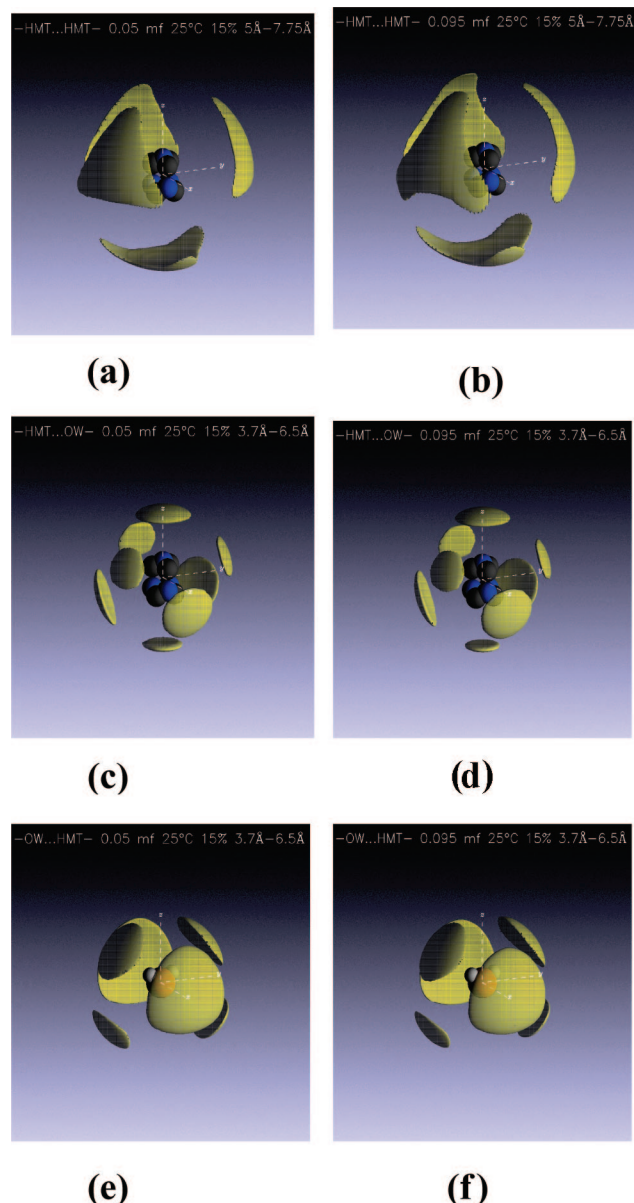 -HMT...HMT- 0.05 mf 25°C 15% 5Å-7.75Å
-HMT...HMT- 0.095 mf 25°C 15% 5Å-7.75Å
z
y
x
z
y
x
(a)
(b)
-HMT...OW- 0.05 mf 25°C 15% 3.7Å-6.5Å
-HMT...OW- 0.095 mf 25°C 15% 3.7Å-6.5Å
z
y
x
z
y
x
(c)
(d)
-OW...HMT- 0.05 mf 25°C 15% 3.7Å-6.5Å
-OW...HMT- 0.095 mf 25°C 15% 3.7Å-6.5Å
z
y
x
z
y
x
(e)
(f)